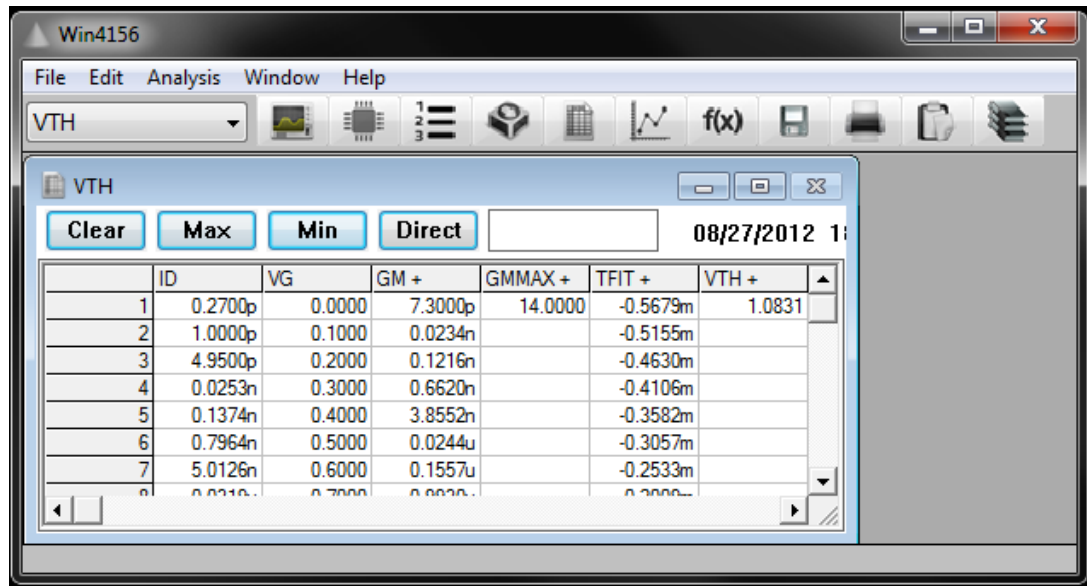 Win4156
File Edit Analysis Window Help
VTH f(x)
VTH
Clear Max Min Direct 08/27/2012
ID VG GM + GMMAX + TFIT + VTH +
1 0.2700p 0.0000 7.3000p 14.0000 -0.5679m 1.0831
2 1.0000p 0.1000 0.0234n -0.5155m
3 4.9500p 0.2000 0.1216n -0.4630m
4 0.0253n 0.3000 0.6620n -0.4106m
5 0.1374n 0.4000 3.8552n -0.3582m
6 0.7964n 0.5000 0.0244u -0.3057m
7 5.0126n 0.6000 0.1557u -0.2533m